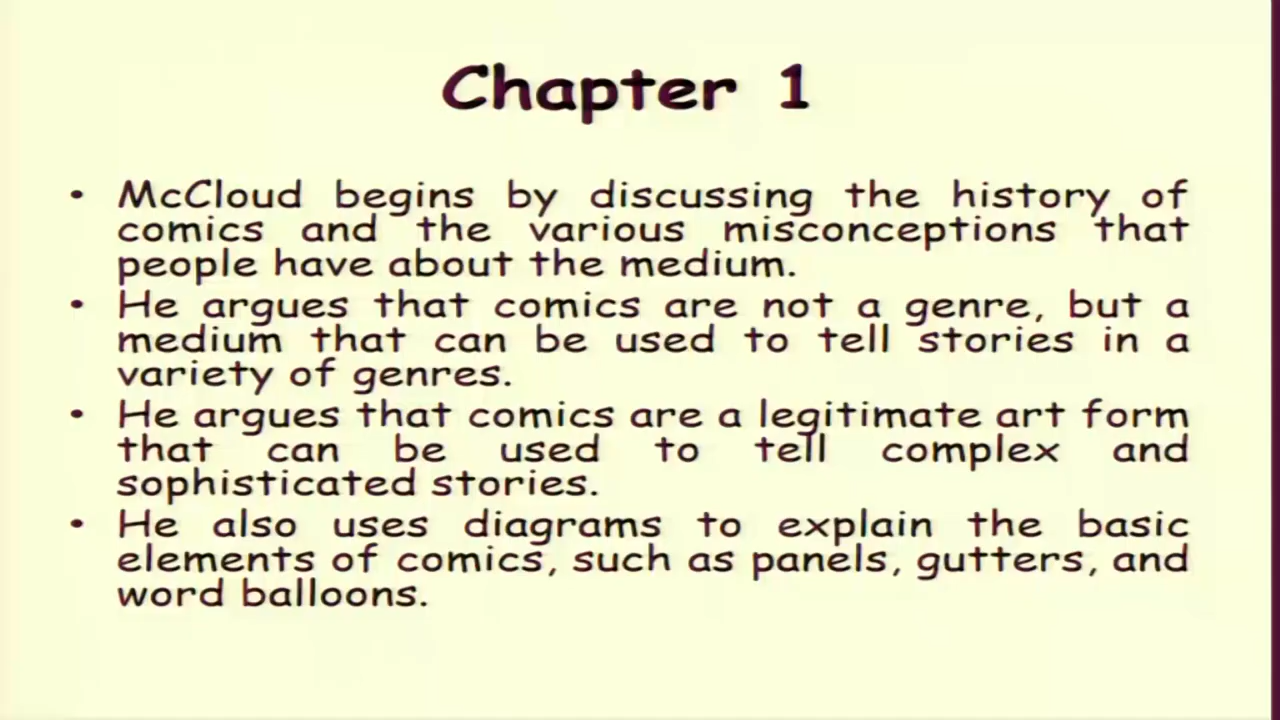 Chapter 1
• McCloud begins by discussing the history of
comics and the various misconceptions that
people have about the medium.
• He argues that comics are not a genre, but a
medium that can be used to tell stories in a
variety of genres.
• He argues that comics are a legitimate art form
that can be used to tell complex and
sophisticated stories.
• He also uses diagrams to explain the basic
elements of comics, such as panels, gutters, and
word balloons.